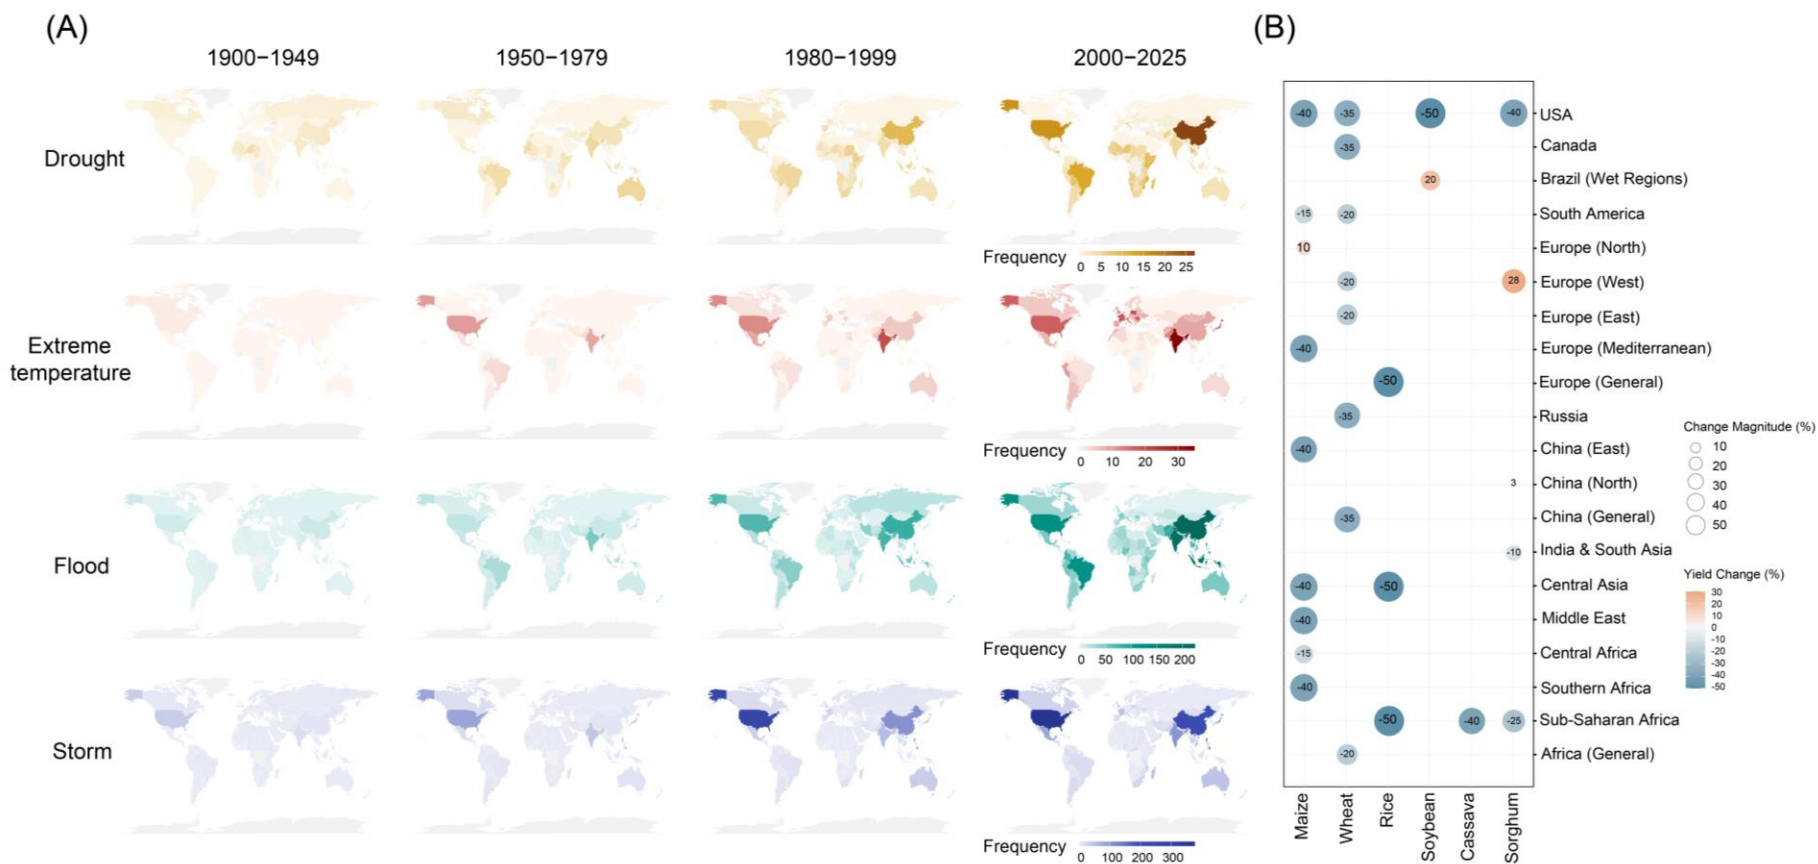 (A)
(B)
1900−1949
1950−1979
1980−1999
2000−2025
Drought
Frequency
0 5 10 15 20 25
Extreme
temperature
Frequency
0 10 20 30
Flood
Frequency
0 50 100 150 200
Storm
Frequency
0 100 200 300
-40 -35 -50 -40 USA
-35 Canada
20 Brazil (Wet Regions)
-15 -20 South America
10 Europe (North)
-20 28 Europe (West)
-20 Europe (East)
-40 Europe (Mediterranean)
-50 Europe (General)
-35 Russia
-40 China (East)
3 China (North)
-35 China (General)
-10 India & South Asia
-40 -50 Central Asia
-40 Middle East
-15 Central Africa
-40 Southern Africa
-50 -40 -25 Sub-Saharan Africa
-20 Africa (General)
Maize
Wheat
Rice
Soybean
Cassava
Sorghum
Change Magnitude (%)
10
20
30
40
50
Yield Change (%)
30
20
10
0
-10
-20
-30
-40
-50